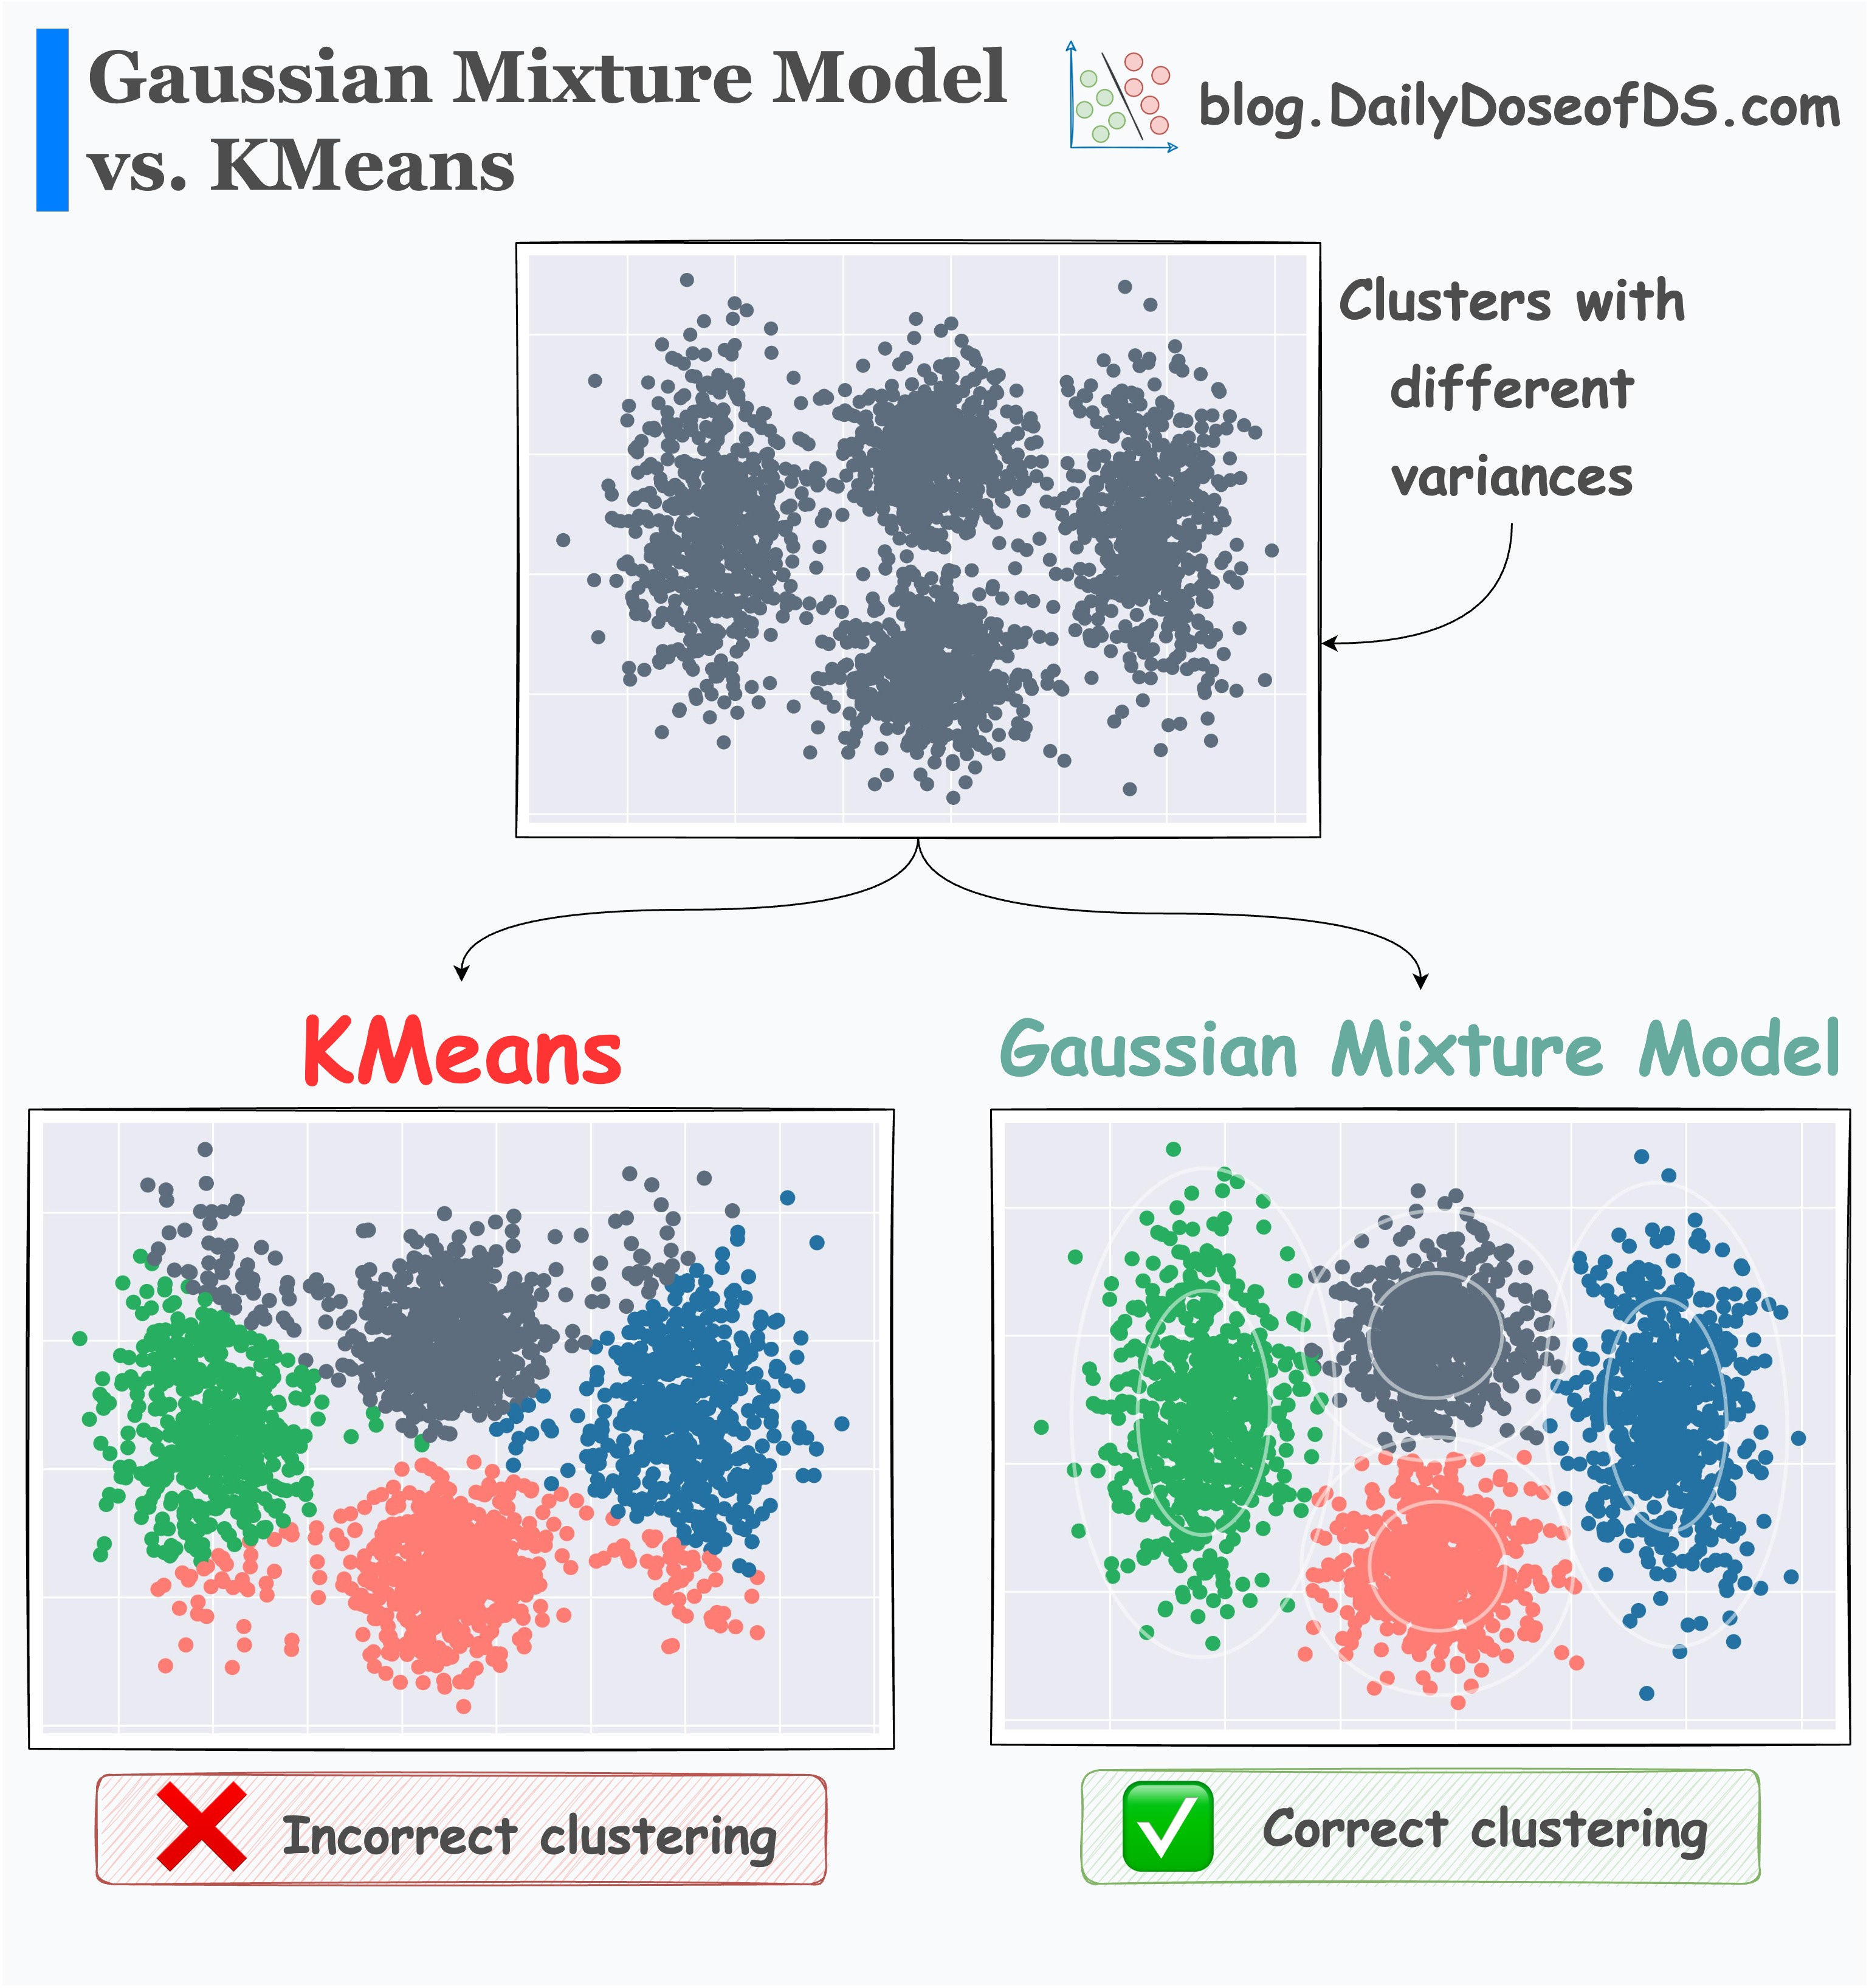 Gaussian Mixture Model
vs. KMeans
blog.DailyDoseofDS.com
Clusters with
different
variances
KMeans
Gaussian Mixture Model
Incorrect clustering
Correct clustering